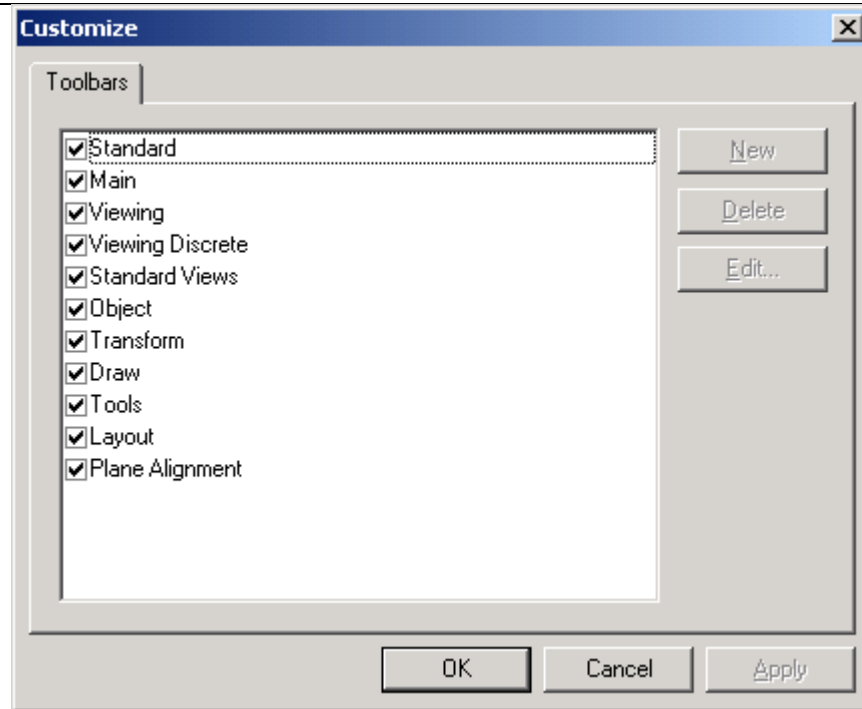 Customize
Toolbars
Standard
Main
Viewing
Viewing Discrete
Standard Views
Object
Transform
Draw
Tools
Layout
Plane Alignment
New
Delete
Edit...
OK
Cancel
Apply